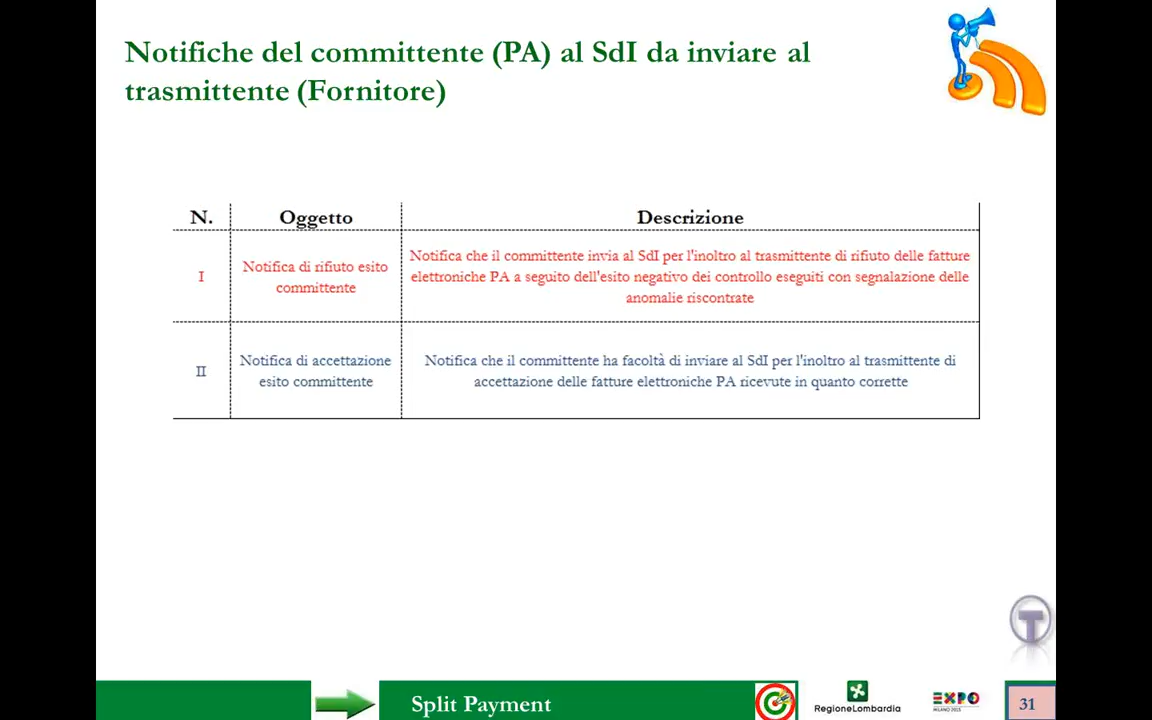 Notifiche del committente (PA) al SdI da inviare al
trasmittente (Fornitore)
N.
Oggetto
Descrizione
I
Notifica di rifiuto esito
committente
Notifica che il committente invia al SdI per l'inoltro al trasmittente di rifiuto delle fatture
elettroniche PA a seguito dell'esito negativo dei controllo eseguiti con segnalazione delle
anomalie riscontrate
II
Notifica di accettazione
esito committente
Notifica che il committente ha facoltà di inviare al SdI per l'inoltro al trasmittente di
accettazione delle fatture elettroniche PA ricevute in quanto corrette
T
Split Payment
RegioneLombardia
EXPO
MILANO 2015
31